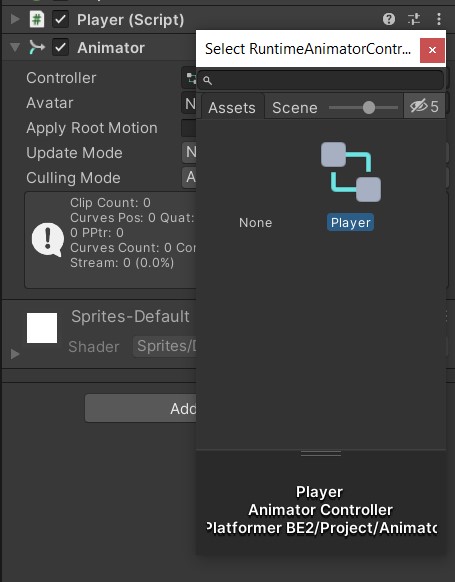 Player (Script)
Animator
Select RuntimeAnimatorContr...
Controller
Avatar
Apply Root Motion
Update Mode
Culling Mode
Assets
Scene
5
None
Player
Clip Count: 0
Curves Pos: 0 Quat:
0 PPtr: 0
Curves Count: 0 Con
Stream: 0 (0.0%)
Sprites-Default
Shader
Sprites/D
Add
Player
Animator Controller
Platformer BE2/Project/Animato